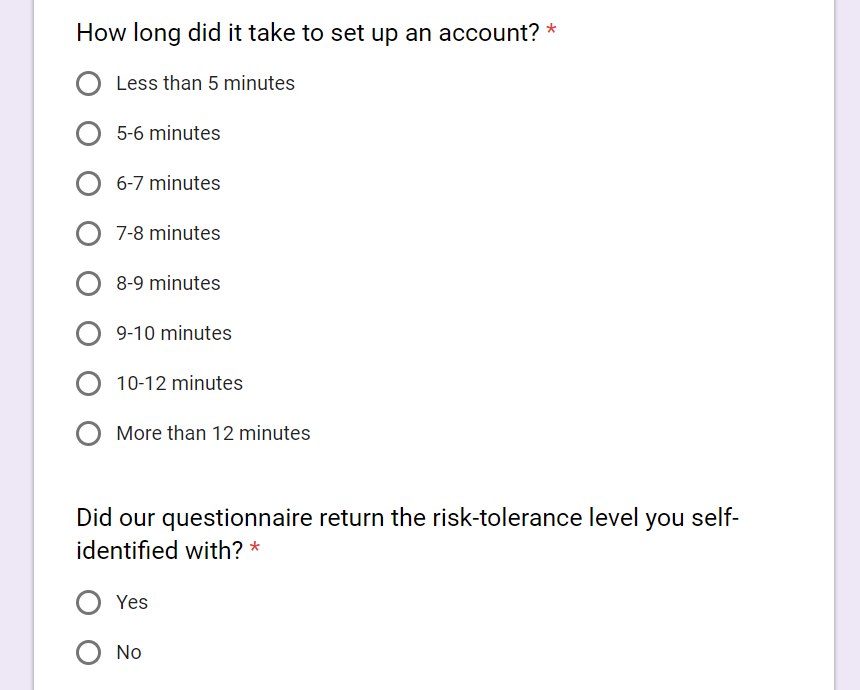 How long did it take to set up an account? *
Less than 5 minutes
5-6 minutes
6-7 minutes
7-8 minutes
8-9 minutes
9-10 minutes
10-12 minutes
More than 12 minutes
Did our questionnaire return the risk-tolerance level you self-
identified with? *
Yes
No